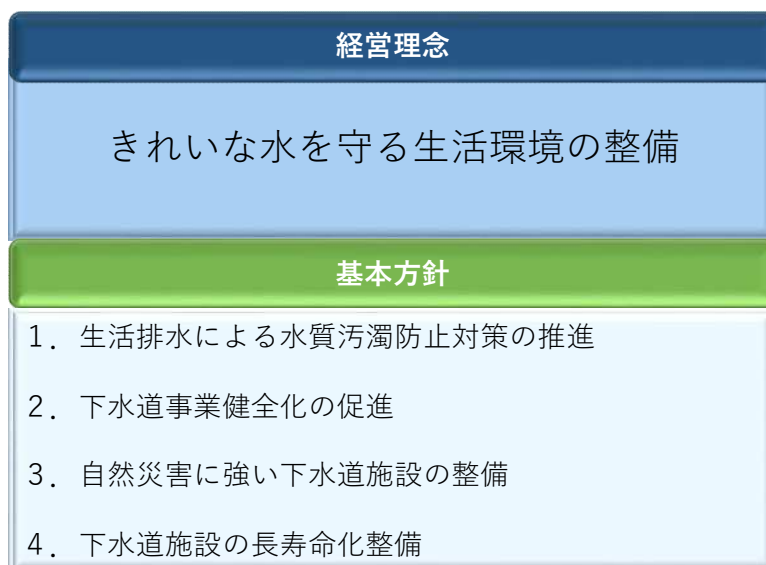 経営理念
きれいな水を守る生活環境の整備
基本方針
1．生活排水による水質汚濁防止対策の推進
2．下水道事業健全化の促進
3．自然災害に強い下水道施設の整備
4．下水道施設の長寿命化整備